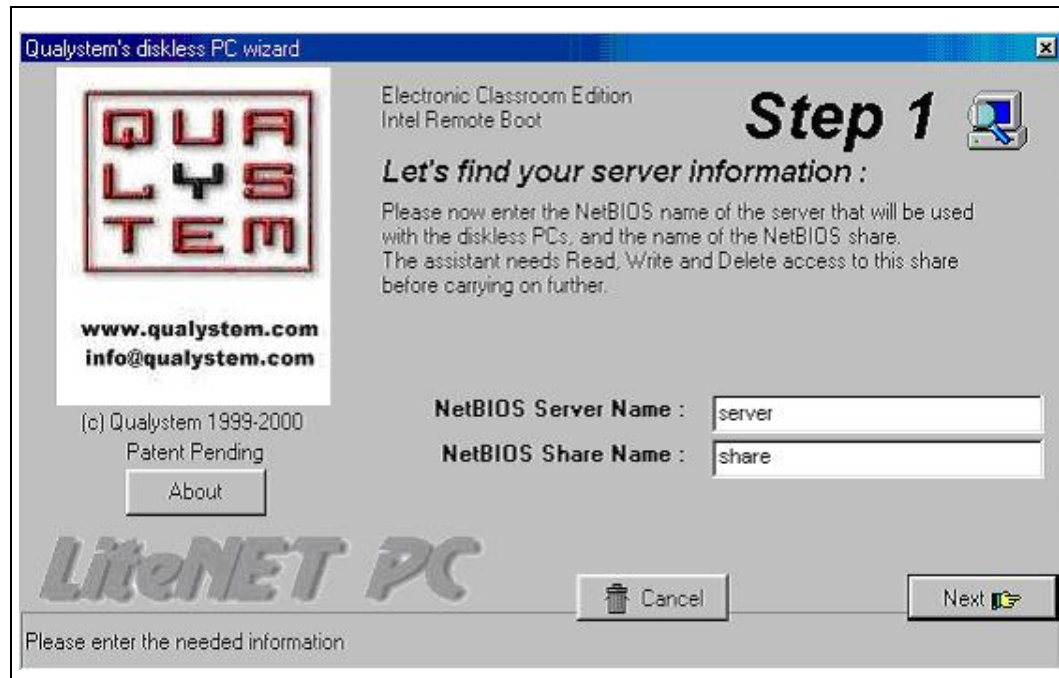 Qualystem's diskless PC wizard
QUA
LYS
TEM
www.qualystem.com
info@qualystem.com
(c) Qualystem 1999-2000
Patent Pending
About
Electronic Classroom Edition
Intel Remote Boot
Step 1
Let's find your server information :
Please now enter the NetBIOS name of the server that will be used
with the diskless PCs, and the name of the NetBIOS share.
The assistant needs Read, Write and Delete access to this share
before carrying on further.
NetBIOS Server Name : server
NetBIOS Share Name : share
LiteNET PC
Cancel
Next
Please enter the needed information